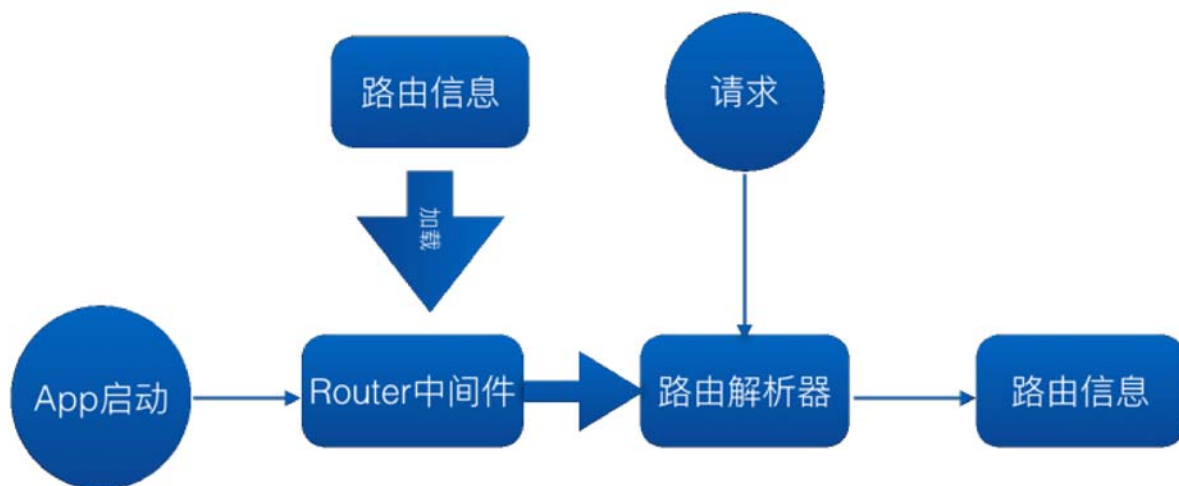 路由信息
请求
加载
App启动
Router中间件
路由解析器
路由信息